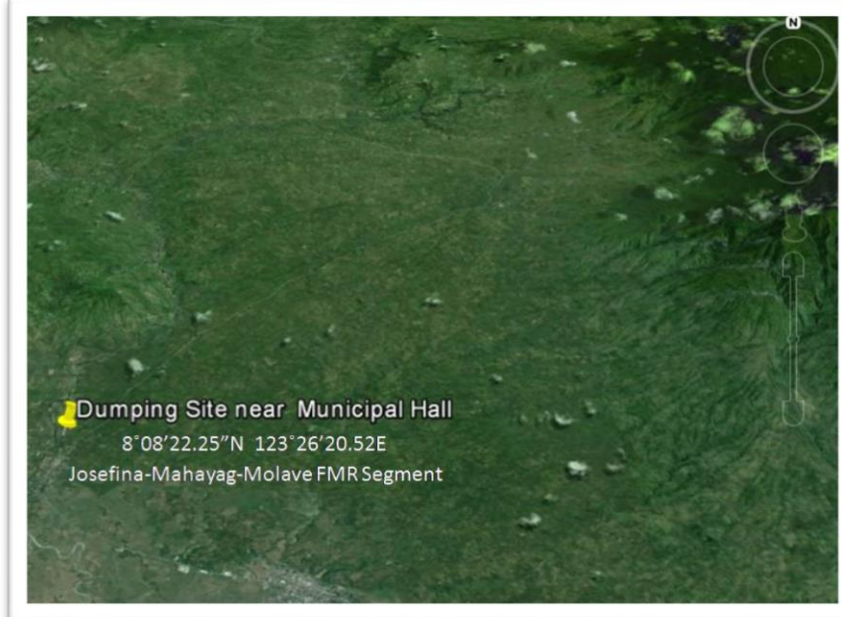 N
Dumping Site near Municipal Hall
8°08’22.25”N 123°26’20.52E
Josefina-Mahayag-Molave FMR Segment